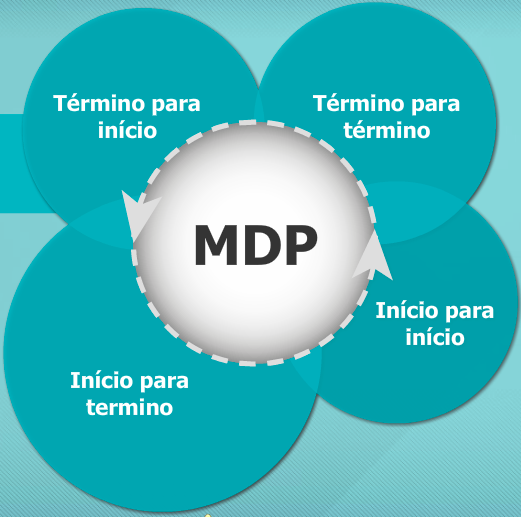 Término para
início
Término para
término
MDP
Início para
início
Início para
termino